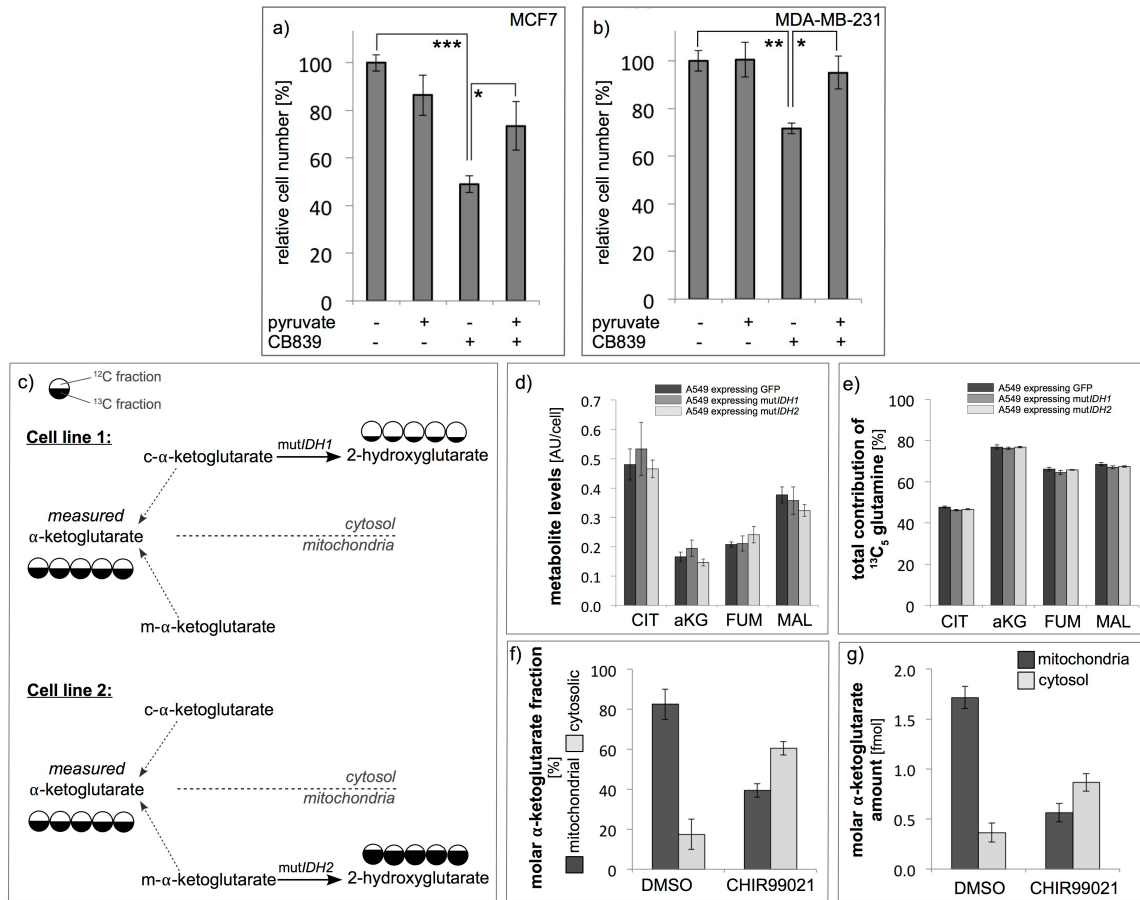 a)
MCF7
***
*
relative cell number [%]
100
80
60
40
20
0
pyruvate - + - +
CB839 - - + +
b)
MDA-MB-231
** *
relative cell number [%]
100
80
60
40
20
0
- + - +
- - + +
c)
12C fraction
13C fraction
Cell line 1:
c-α-ketoglutarate
mutIDH1
2-hydroxyglutarate
measured
α-ketoglutarate
cytosol
mitochondria
m-α-ketoglutarate
Cell line 2:
c-α-ketoglutarate
measured
α-ketoglutarate
cytosol
mitochondria
m-α-ketoglutarate
mutIDH2
2-hydroxyglutarate
d)
A549 expressing GFP
A549 expressing mutIDH1
A549 expressing mutIDH2
metabolite levels [AU/cell]
0.7
0.6
0.5
0.4
0.3
0.2
0.1
0.0
CIT aKG FUM MAL
e)
A549 expressing GFP
A549 expressing mutIDH1
A549 expressing mutIDH2
total contribution of
13C5 glutamine [%]
100
80
60
40
20
0
CIT aKG FUM MAL
f)
molar α-ketoglutarate fraction
[%]
mitochondrial cytosolic
100
80
60
40
20
0
DMSO CHIR99021
g)
mitochondria
cytosol
molar α-ketoglutarate
amount [fmol]
2.0
1.5
1.0
0.5
0.0
DMSO CHIR99021